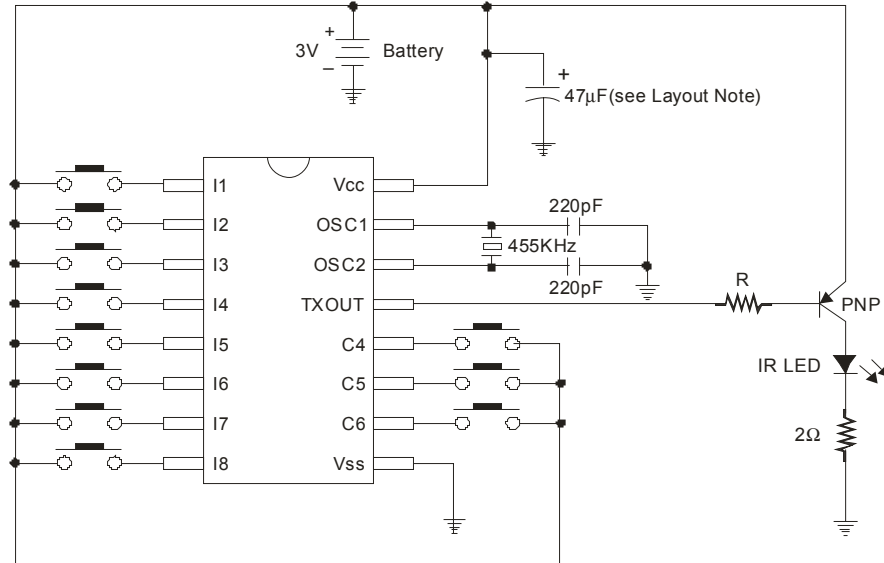 +
3V
Battery
–
+
47µF(see Layout Note)
I1
Vcc
220pF
I2
OSC1
455KHz
I3
OSC2
220pF
I4
TXOUT
R
PNP
I5
C4
IR LED
I6
C5
I7
C6
2Ω
I8
Vss